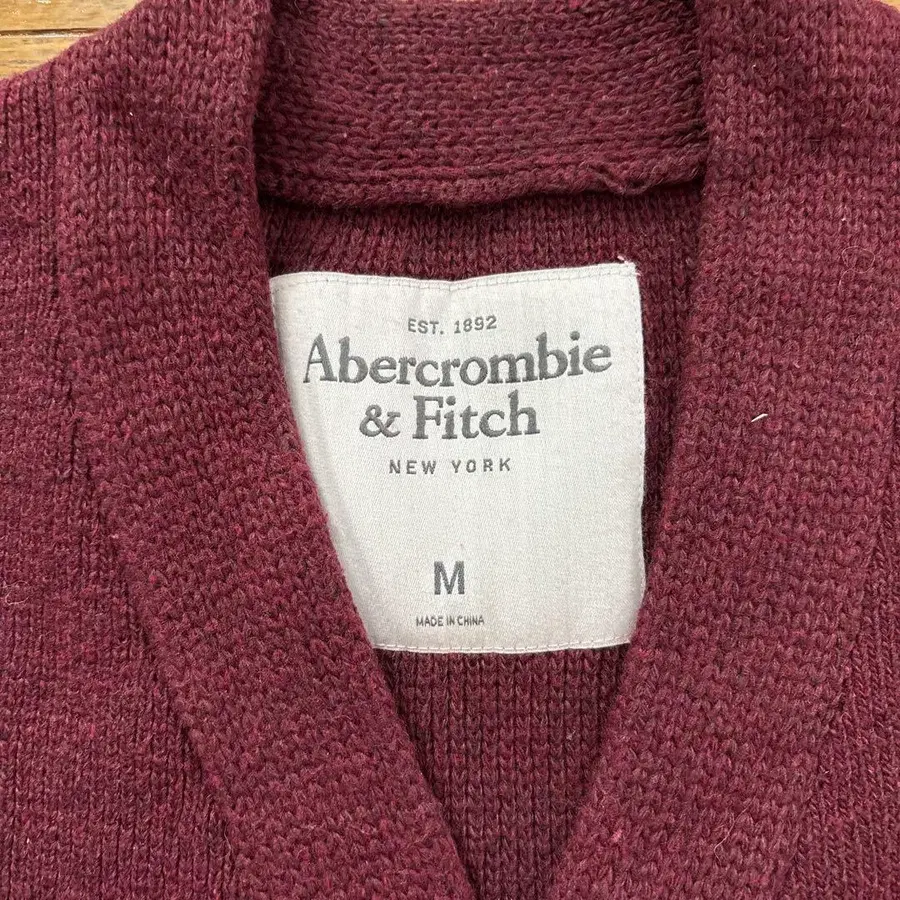 EST. 1892
Abercrombie
& Fitch
NEW YORK
M
MADE IN CHINA